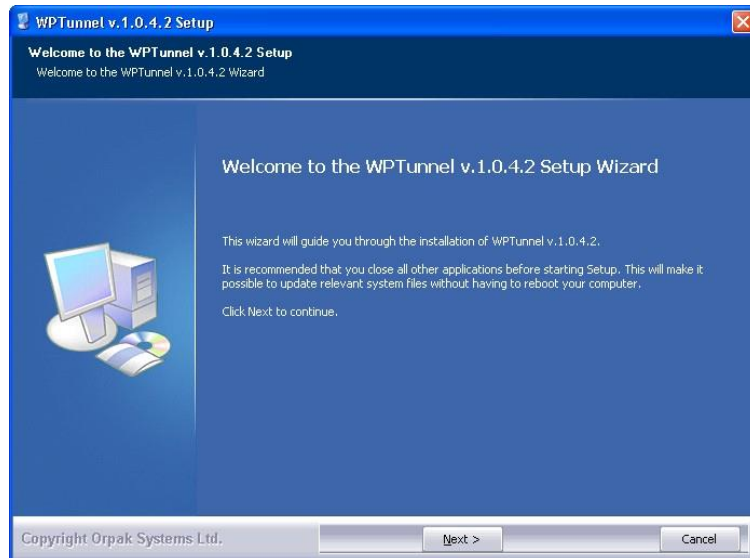 WPTunnel v.1.0.4.2 Setup
Welcome to the WPTunnel v.1.0.4.2 Setup
Welcome to the WPTunnel v.1.0.4.2 Wizard
Welcome to the WPTunnel v.1.0.4.2 Setup Wizard
This wizard will guide you through the installation of WPTunnel v.1.0.4.2.
It is recommended that you close all other applications before starting Setup. This will make it
possible to update relevant system files without having to reboot your computer.
Click Next to continue.
Copyright Orpak Systems Ltd.
Next >
Cancel